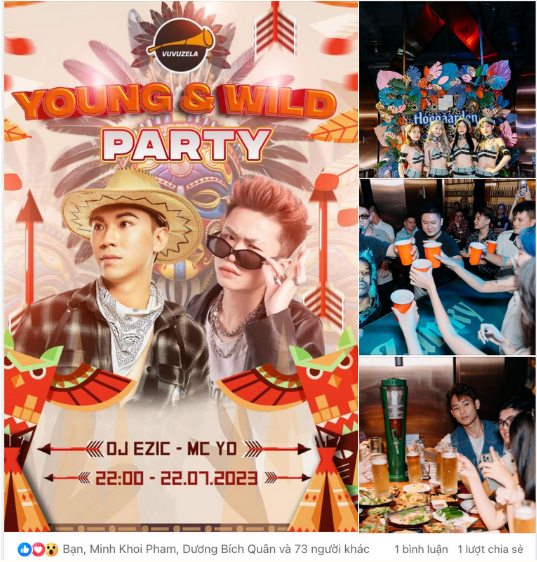 VUVUZELA
YOUNG & WILD
PARTY
DJ EZIC - MC YO
22:00 - 22.07.2023
Hoegaarden
Bạn, Minh Khoi Pham, Dương Bích Quân và 73 người khác
1 bình luận
1 lượt chia sẻ